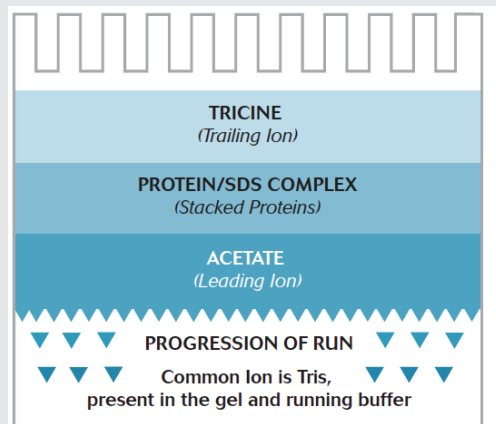 TRICINE
(Trailing Ion)
PROTEIN/SDS COMPLEX
(Stacked Proteins)
ACETATE
(Leading Ion)
PROGRESSION OF RUN
Common Ion is Tris,
present in the gel and running buffer